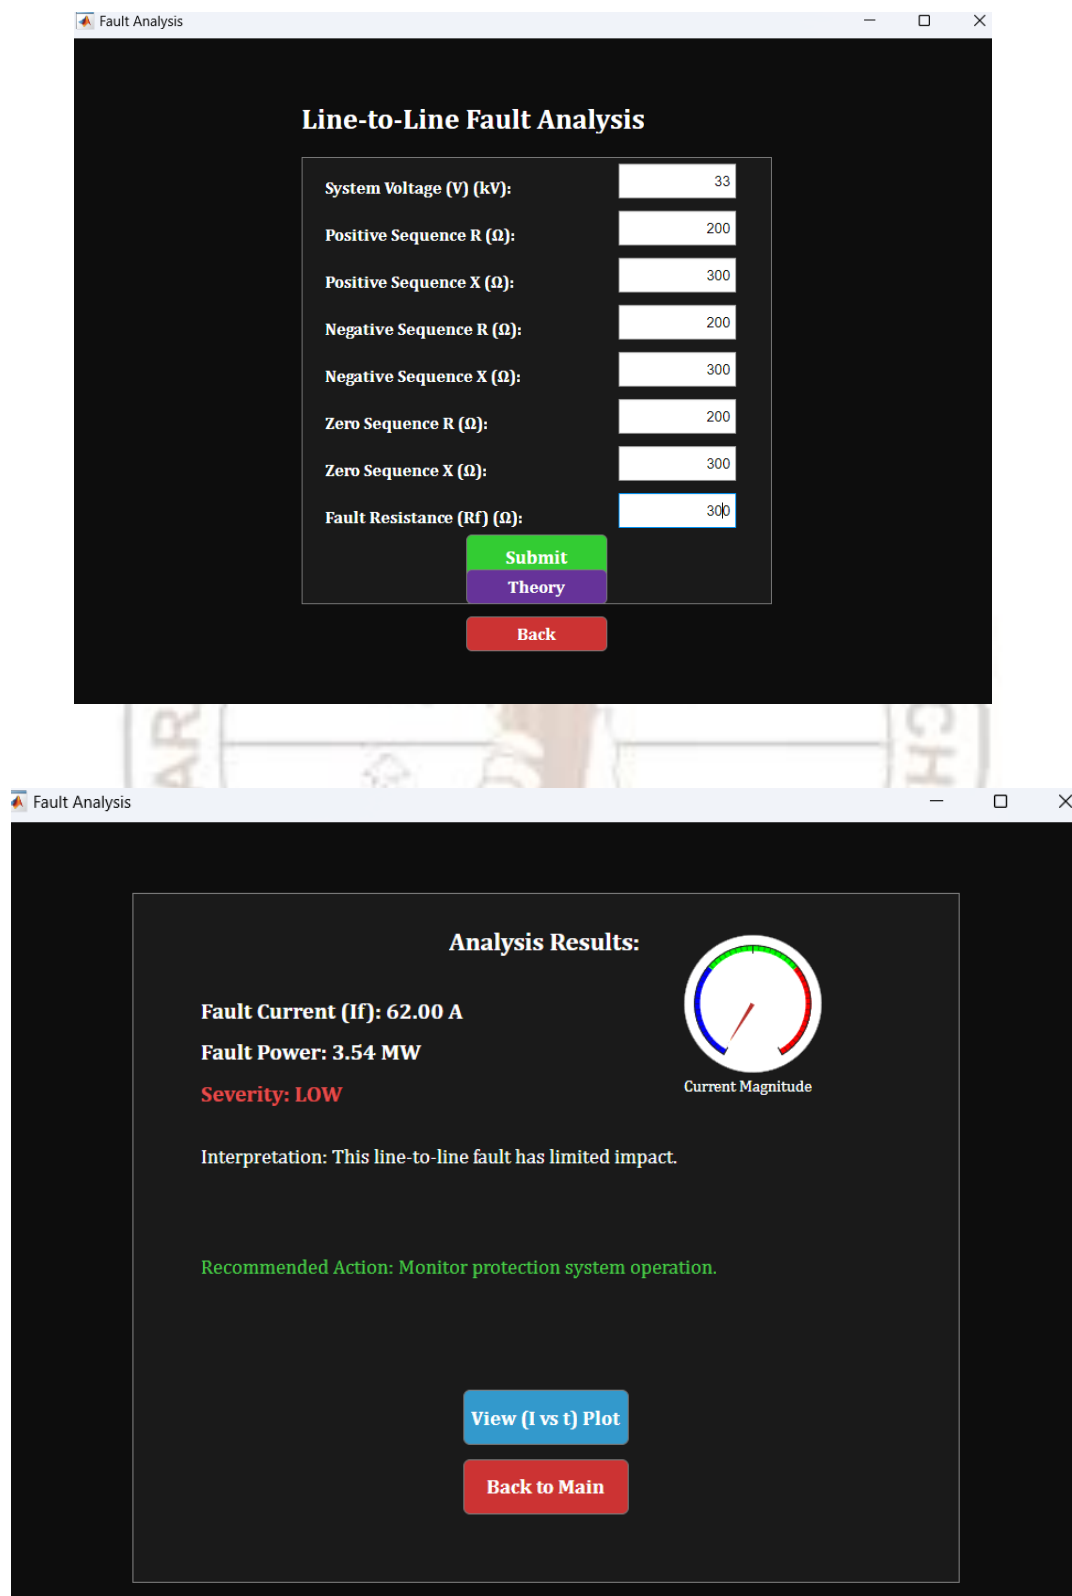 Fault Analysis
Line-to-Line Fault Analysis
System Voltage (V) (kV): 33
Positive Sequence R (Ω): 200
Positive Sequence X (Ω): 300
Negative Sequence R (Ω): 200
Negative Sequence X (Ω): 300
Zero Sequence R (Ω): 200
Zero Sequence X (Ω): 300
Fault Resistance (Rf) (Ω): 300
Submit
Theory
Back
Fault Analysis
Analysis Results:
Fault Current (If): 62.00 A
Fault Power: 3.54 MW
Severity: LOW
Current Magnitude
Interpretation: This line-to-line fault has limited impact.
Recommended Action: Monitor protection system operation.
View (I vs t) Plot
Back to Main